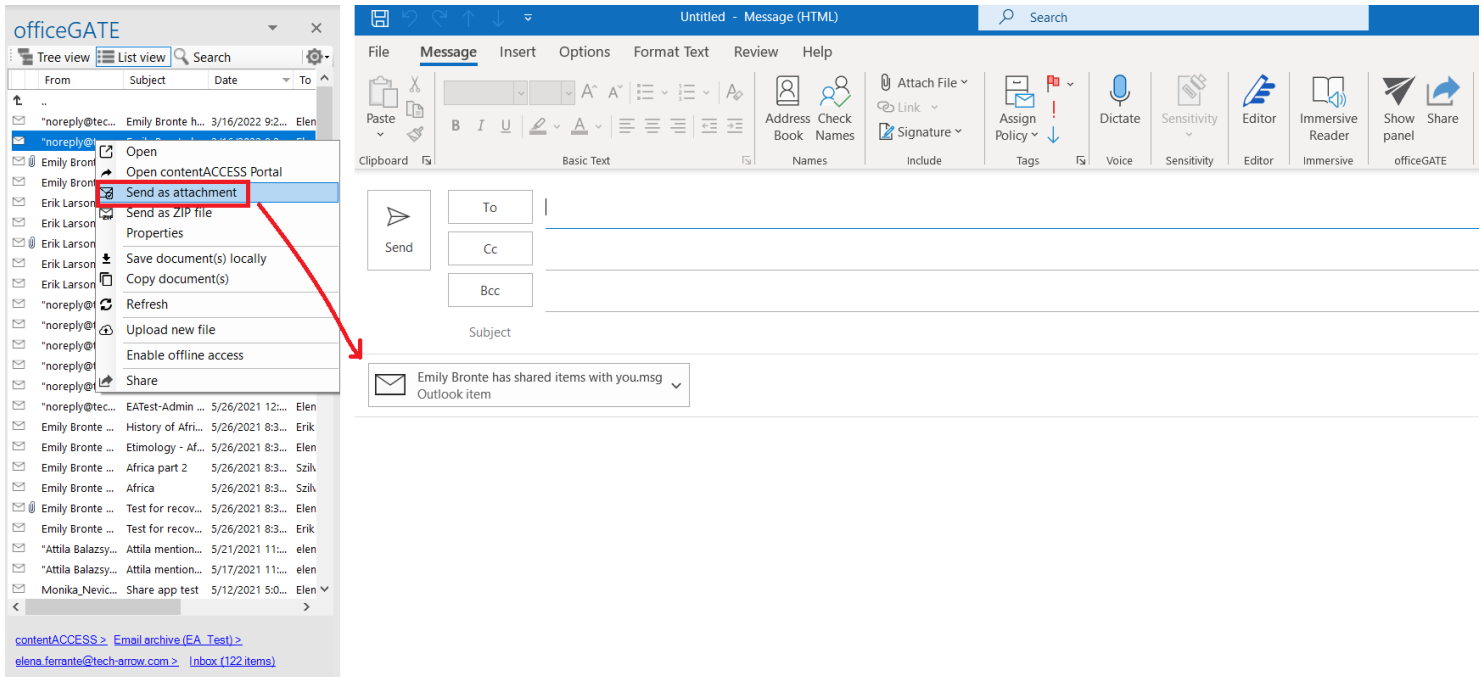 officeGATE
Tree view List view Search
From Subject Date To
..
"noreply@tec... Emily Bronte h... 3/16/2022 9:2... Elen
"noreply@t
Emily Bront
Emily Bront
Erik Larson
Erik Larson
Erik Larson
Erik Larson
Erik Larson
"noreply@t
"noreply@t
"noreply@t
"noreply@t
"noreply@t
Open
Open contentACCESS Portal
Send as attachment
Send as ZIP file
Properties
Save document(s) locally
Copy document(s)
Refresh
Upload new file
Enable offline access
Share
"noreply@tec... EATest-Admin ... 5/26/2021 12:... Elen
Emily Bronte ... History of Afri... 5/26/2021 8:3... Erik
Emily Bronte ... Etimology - Af... 5/26/2021 8:3... Elen
Emily Bronte ... Africa part 2 5/26/2021 8:3... Szilv
Emily Bronte ... Africa 5/26/2021 8:3... Szilv
Emily Bronte ... Test for recov... 5/26/2021 8:3... Elen
Emily Bronte ... Test for recov... 5/26/2021 8:3... Erik
"Attila Balazsy... Attila mention... 5/21/2021 11:... elen
"Attila Balazsy... Attila mention... 5/17/2021 11:... elen
Monika_Nevic... Share app test 5/12/2021 5:0... Elen
contentACCESS > Email archive (EA_Test) >
elena.ferrante@tech-arrow.com > Inbox (122 items)
Untitled - Message (HTML) Search
File Message Insert Options Format Text Review Help
Paste
Clipboard
B I U A
Basic Text
Address Book
Check Names
Names
Attach File
Link
Signature
Include
Assign Policy
Tags
Dictate
Voice
Sensitivity
Sensitivity
Editor
Editor
Immersive Reader
Immersive
Show panel
Share
officeGATE
Send
To
Cc
Bcc
Subject
Emily Bronte has shared items with you.msg
Outlook item